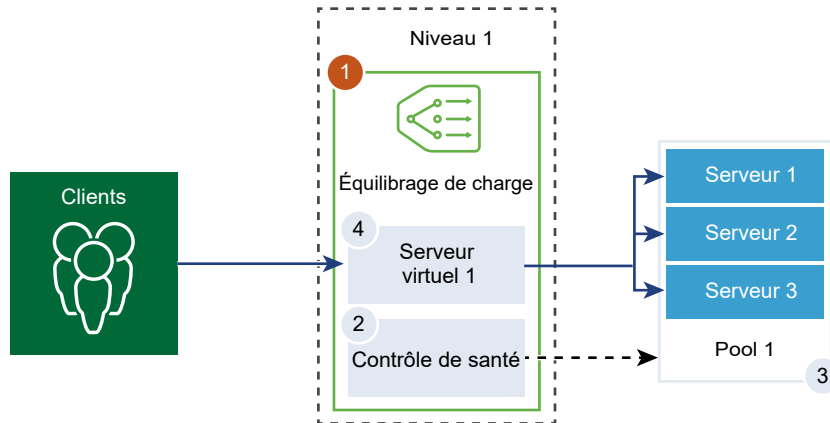 Niveau 1
1
Équilibrage de charge
Clients
4
Serveur
virtuel 1
2
Contrôle de santé
Serveur 1
Serveur 2
Serveur 3
Pool 1
3